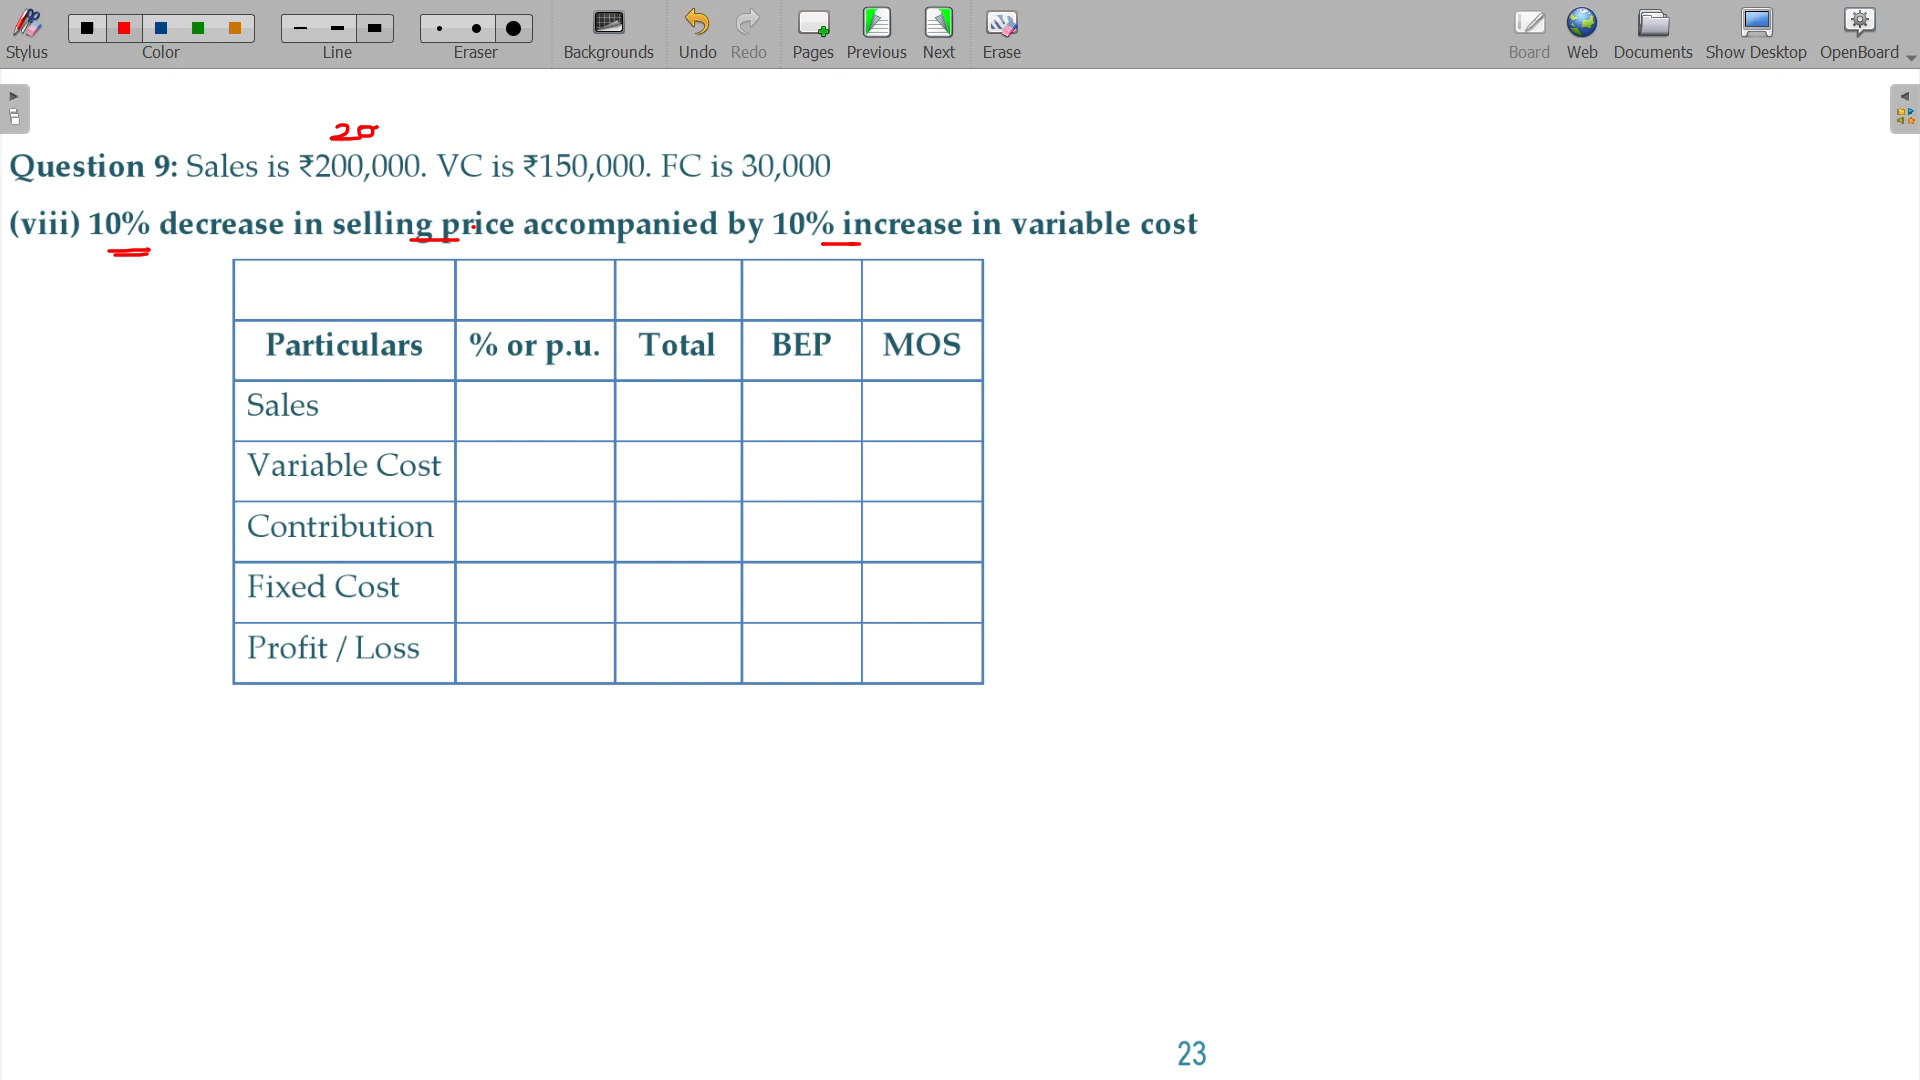 Stylus
Color
Line
Eraser
Backgrounds
Undo
Redo
Pages
Previous
Next
Erase
Board
Web
Documents
Show Desktop
OpenBoard
20
Question 9: Sales is ₹200,000. VC is ₹150,000. FC is 30,000
(viii) 10% decrease in selling price accompanied by 10% increase in variable cost
Particulars % or p.u. Total BEP MOS
Sales
Variable Cost
Contribution
Fixed Cost
Profit / Loss
23